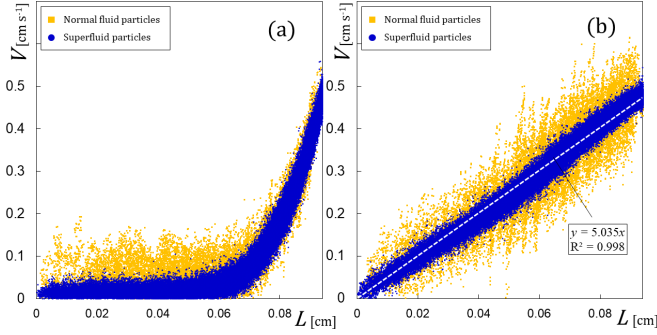 Normal fluid particles
Superfluid particles
(a)
V [cm s⁻¹]
0.5
0.4
0.3
0.2
0.1
0
0
0.02
0.04
0.06
0.08
L [cm]
Normal fluid particles
Superfluid particles
(b)
V [cm s⁻¹]
0.5
0.4
0.3
0.2
0.1
0
y = 5.035x
R² = 0.998
0
0.02
0.04
0.06
0.08
L [cm]